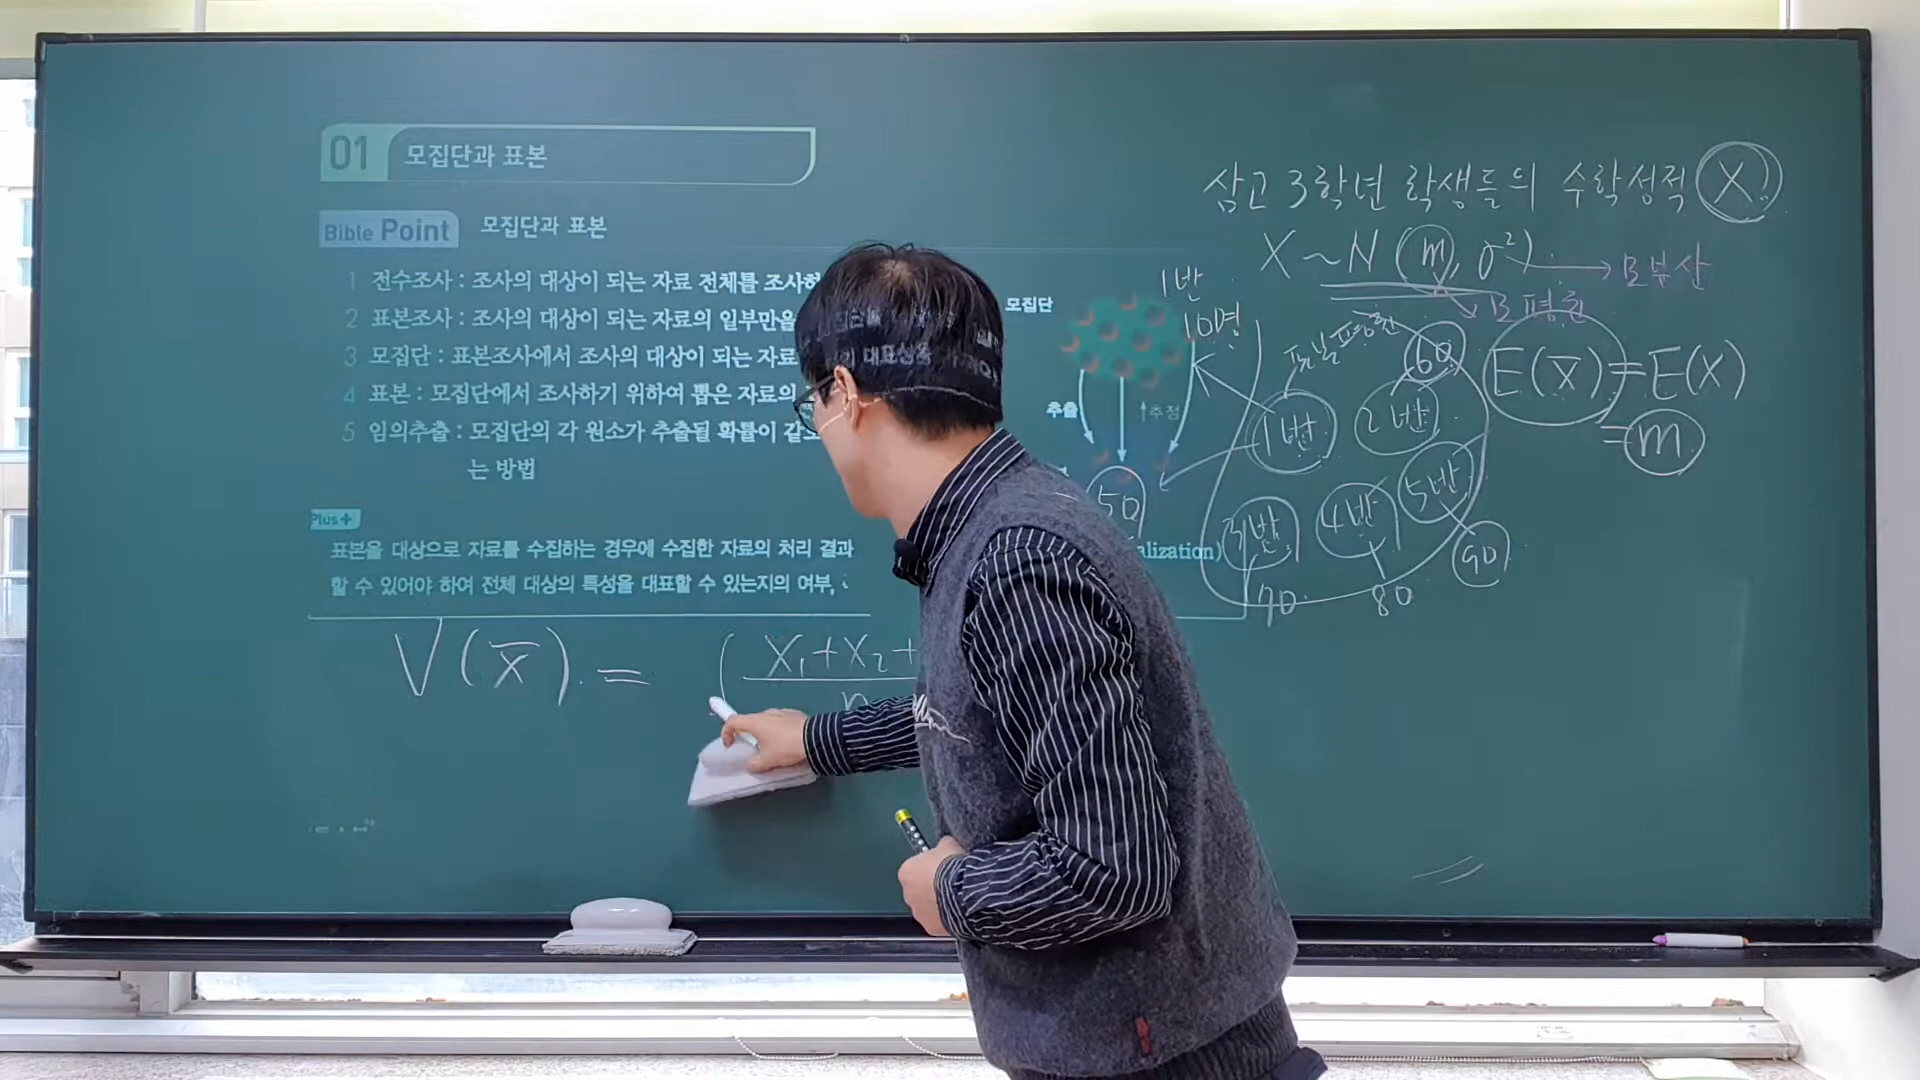 01 모집단과 표본
Bible Point 모집단과 표본
1 전수조사 : 조사의 대상이 되는 자료 전체를 조사하
2 표본조사 : 조사의 대상이 되는 자료의 일부만을
3 모집단 : 표본조사에서 조사의 대상이 되는 자료
4 표본 : 모집단에서 조사하기 위하여 뽑은 자료의
5 임의추출 : 모집단의 각 원소가 추출될 확률이 같
는 방법
Plus+
표본을 대상으로 자료를 수집하는 경우에 수집한 자료의 처리 결과
alization)
할 수 있어야 하여 전체 대상의 특성을 대표할 수 있는지의 여부,
V(X̄) = (X₁+X₂+
n
모집단
추출
↑추정
50
삼고 3학년 학생들의 수학성적 X
X ~ N (m, σ²) → 모분산
모평균
1반
10명
표본평균
60
E(X̄) = E(X)
= m
1반 2반
3반 4반 5반
70 80 90